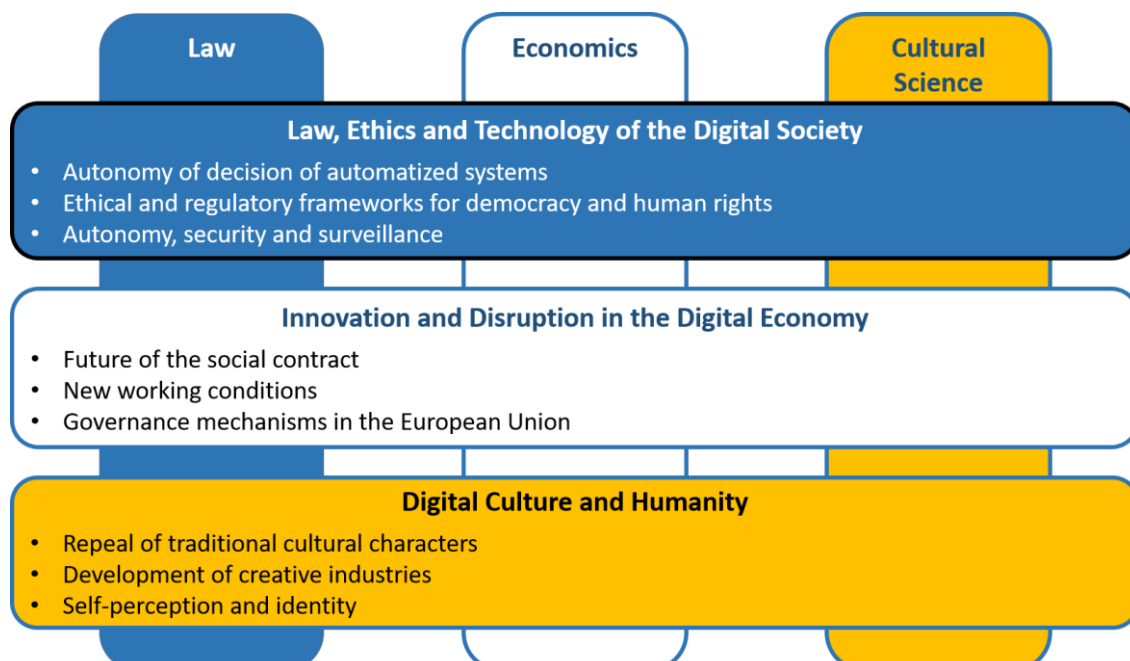 Law
Economics
Cultural
Science
Law, Ethics and Technology of the Digital Society
• Autonomy of decision of automatized systems
• Ethical and regulatory frameworks for democracy and human rights
• Autonomy, security and surveillance
Innovation and Disruption in the Digital Economy
• Future of the social contract
• New working conditions
• Governance mechanisms in the European Union
Digital Culture and Humanity
• Repeal of traditional cultural characters
• Development of creative industries
• Self-perception and identity